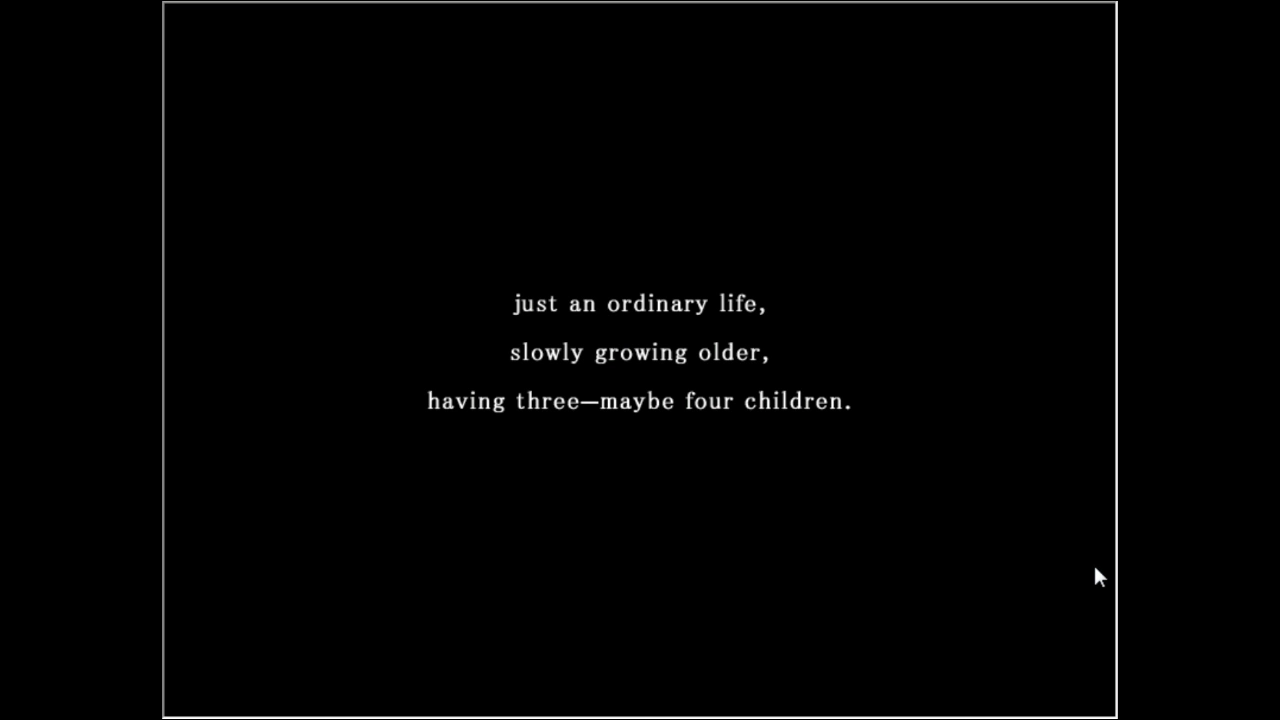 just an ordinary life,
slowly growing older,
having three—maybe four children.